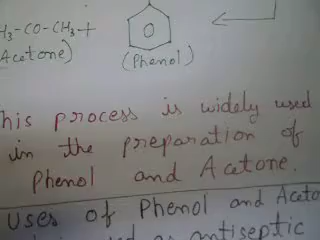 H₃-CO-CH₃+
Acetone)
(Phenol)
his process is widely used
in the preparation of
Phenol and Acetone.
Uses of Phenol and Aceto
antiseptic